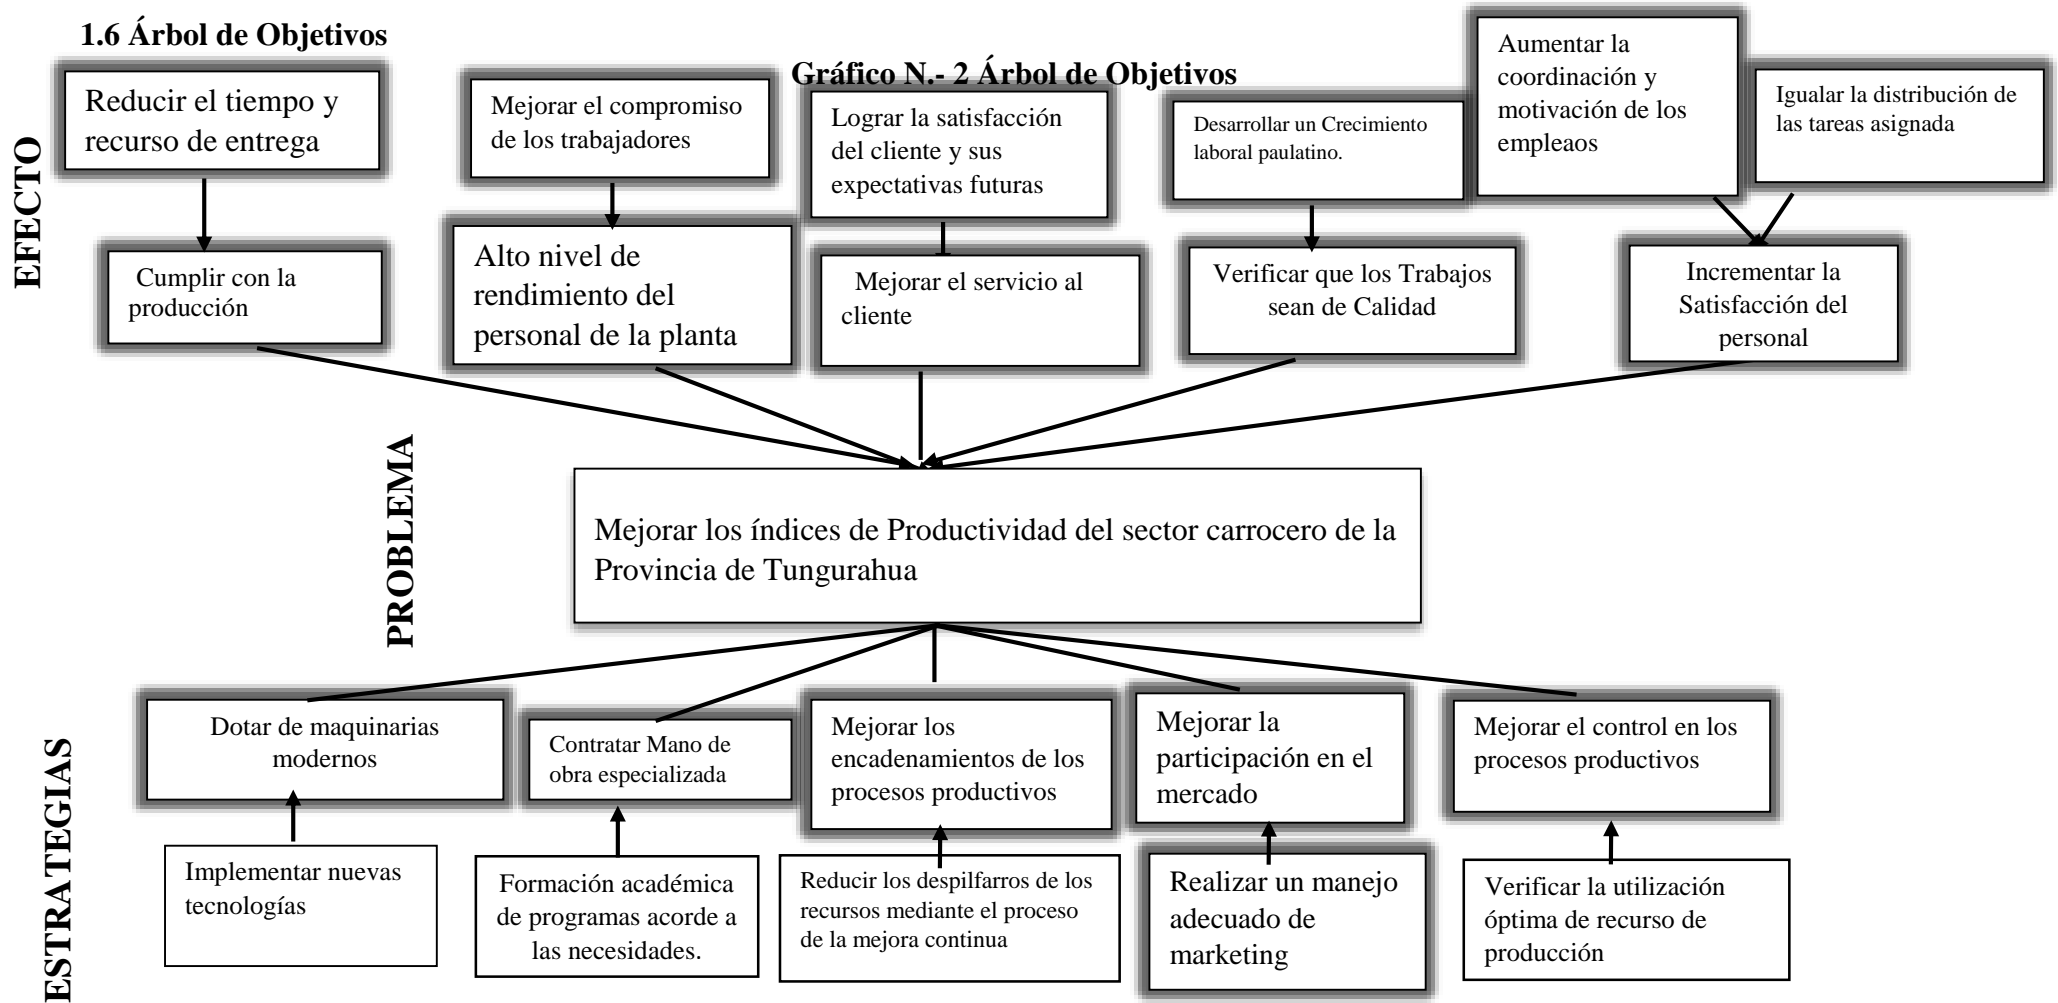 1.6 Árbol de Objetivos
Gráfico N.- 2 Árbol de Objetivos
EFECTO
Reducir el tiempo y
recurso de entrega
Mejorar el compromiso
de los trabajadores
Lograr la satisfacción
del cliente y sus
expectativas futuras
Desarrollar un Crecimiento
laboral paulatino.
Aumentar la
coordinación y
motivación de los
empleaos
Igualar la distribución de
las tareas asignada
Cumplir con la
producción
Alto nivel de
rendimiento del
personal de la planta
Mejorar el servicio al
cliente
Verificar que los Trabajos
sean de Calidad
Incrementar la
Satisfacción del
personal
PROBLEMA
Mejorar los índices de Productividad del sector carrocero de la
Provincia de Tungurahua
ESTRATEGIAS
Dotar de maquinarias
modernos
Contratar Mano de
obra especializada
Mejorar los
encadenamientos de los
procesos productivos
Mejorar la
participación en el
mercado
Mejorar el control en los
procesos productivos
Implementar nuevas
tecnologías
Formación académica
de programas acorde a
las necesidades.
Reducir los despilfarros de los
recursos mediante el proceso
de la mejora continua
Realizar un manejo
adecuado de
marketing
Verificar la utilización
óptima de recurso de
producción